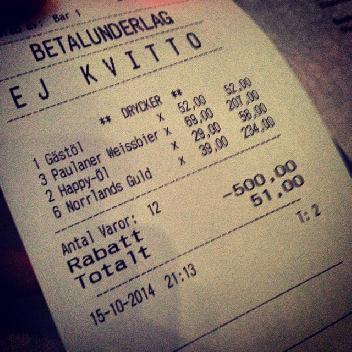 Bar 1
BETALUNDERLAG
EJ KVITTO
** DRYCKER **
1 Gästöl x 52,00 52,00
3 Paulaner Weissbier x 69,00 207,00
2 Happy-Öl x 29,00 58,00
6 Norrlands Guld x 39,00 234,00
Antal Varor: 12
Rabatt -500,00
Totalt 51,00
15-10-2014 21:13 T: 2